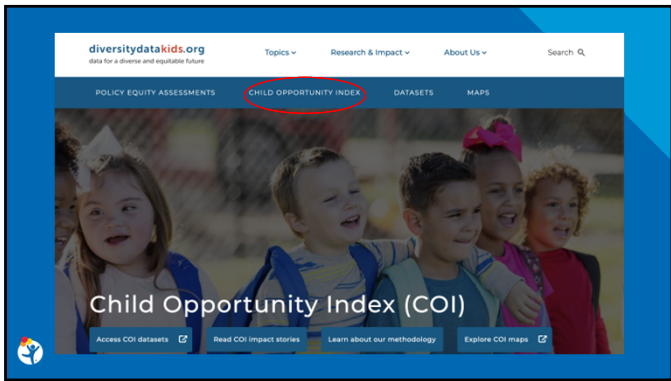 diversitydatakids.org
data for a diverse and equitable future
Topics
Research & Impact
About Us
Search
POLICY EQUITY ASSESSMENTS
CHILD OPPORTUNITY INDEX
DATASETS
MAPS
Child Opportunity Index (COI)
Access COI datasets
Read COI impact stories
Learn about our methodology
Explore COI maps